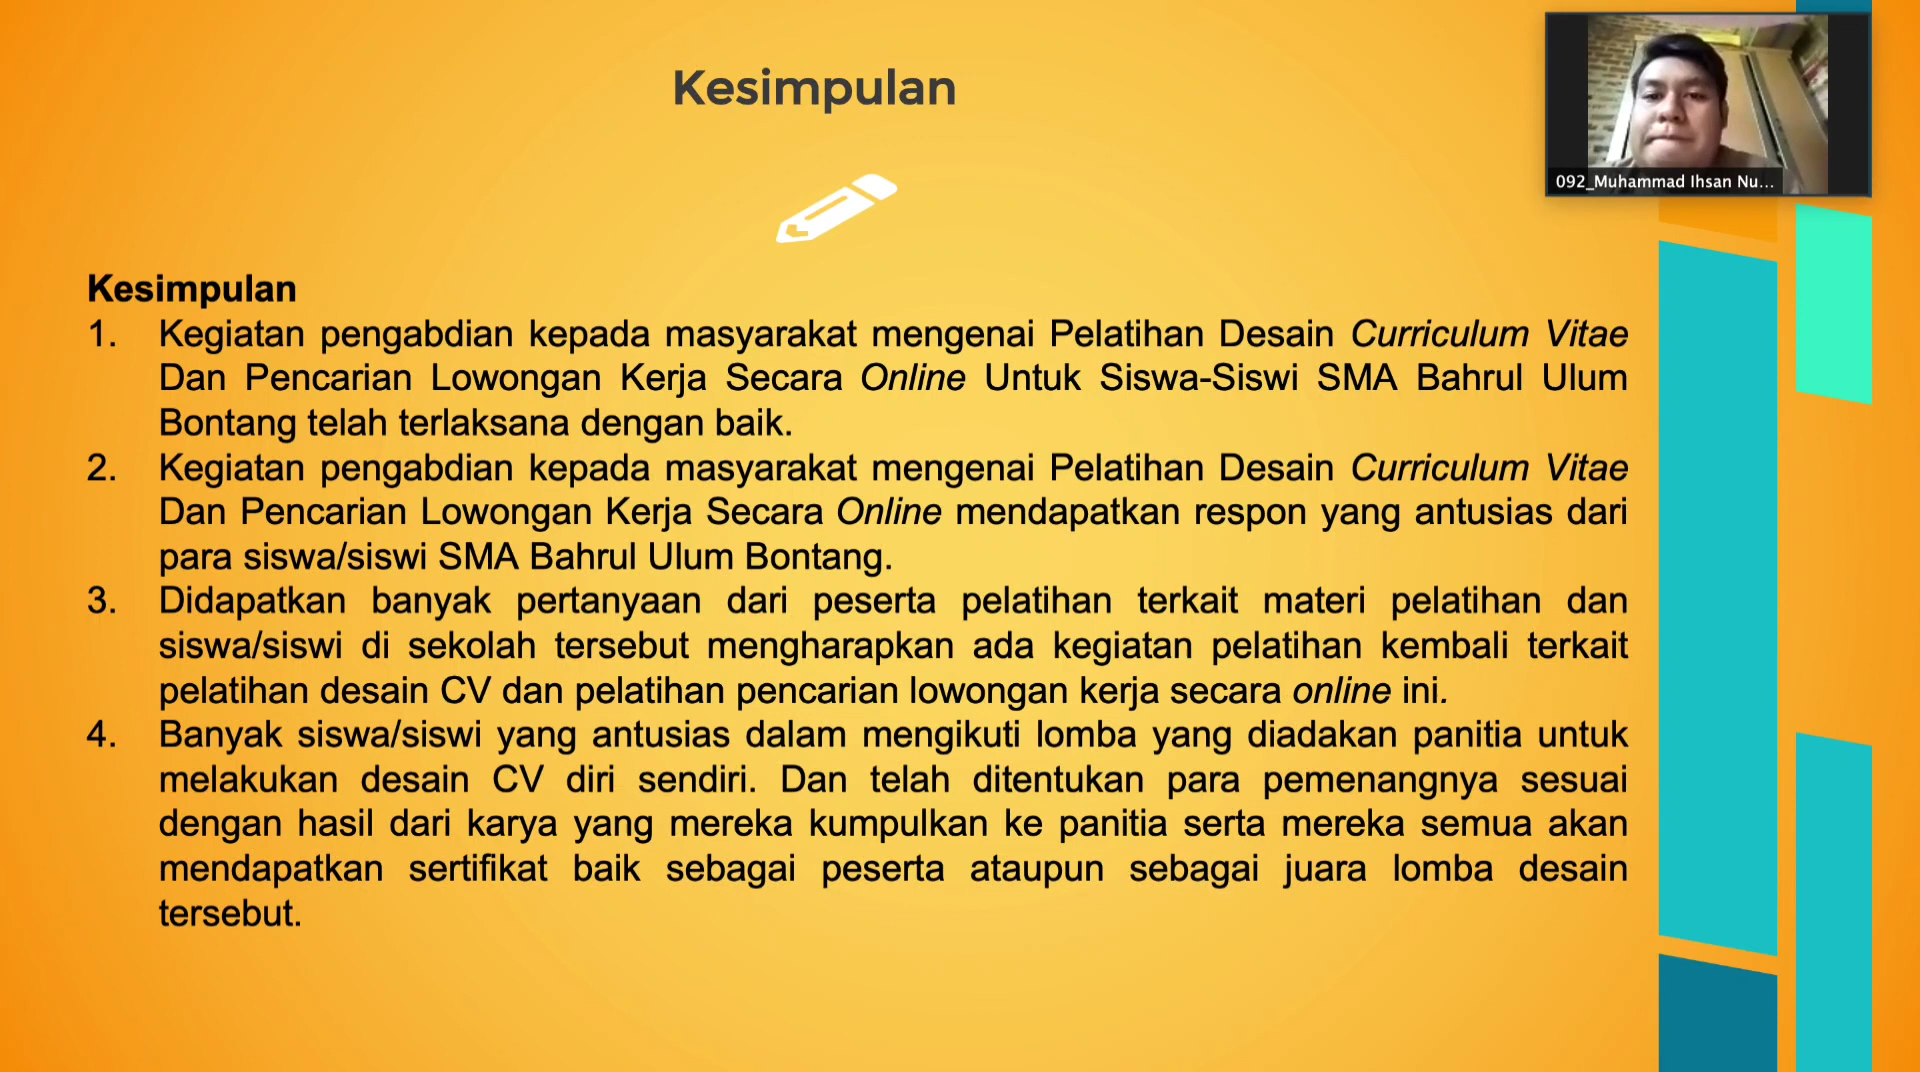 Kesimpulan
092_Muhammad Ihsan Nu...
Kesimpulan
1. Kegiatan pengabdian kepada masyarakat mengenai Pelatihan Desain Curriculum Vitae
Dan Pencarian Lowongan Kerja Secara Online Untuk Siswa-Siswi SMA Bahrul Ulum
Bontang telah terlaksana dengan baik.
2. Kegiatan pengabdian kepada masyarakat mengenai Pelatihan Desain Curriculum Vitae
Dan Pencarian Lowongan Kerja Secara Online mendapatkan respon yang antusias dari
para siswa/siswi SMA Bahrul Ulum Bontang.
3. Didapatkan banyak pertanyaan dari peserta pelatihan terkait materi pelatihan dan
siswa/siswi di sekolah tersebut mengharapkan ada kegiatan pelatihan kembali terkait
pelatihan desain CV dan pelatihan pencarian lowongan kerja secara online ini.
4. Banyak siswa/siswi yang antusias dalam mengikuti lomba yang diadakan panitia untuk
melakukan desain CV diri sendiri. Dan telah ditentukan para pemenangnya sesuai
dengan hasil dari karya yang mereka kumpulkan ke panitia serta mereka semua akan
mendapatkan sertifikat baik sebagai peserta ataupun sebagai juara lomba desain
tersebut.